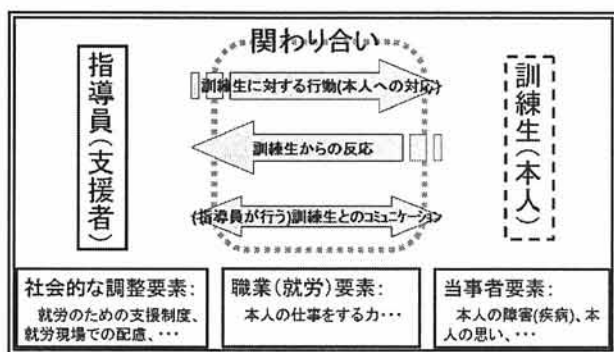 関わり合い
指導員(支援者)
訓練生に対する行動(本人への対応)
訓練生からの反応
(指導員が行う)訓練生とのコミュニケーション
訓練生(本人)
社会的な調整要素:
就労のための支援制度、
就労現場での配慮、・・・
職業(就労)要素:
本人の仕事をする力・・・
当事者要素:
本人の障害(疾病)、本
人の思い、・・・